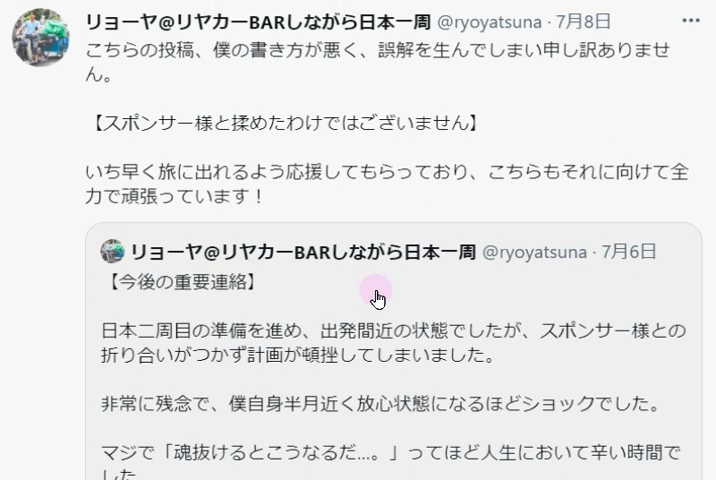 リョーヤ@リヤカーBARしながら日本一周 @ryoyatsuna · 7月8日
こちらの投稿、僕の書き方が悪く、誤解を生んでしまい申し訳ありませ
ん。
【スポンサー様と揉めたわけではございません】
いち早く旅に出れるよう応援してもらっており、こちらもそれに向けて全
力で頑張っています！
リョーヤ@リヤカーBARしながら日本一周 @ryoyatsuna · 7月6日
【今後の重要連絡】
日本二周目の準備を進め、出発間近の状態でしたが、スポンサー様との
折り合いがつかず計画が頓挫してしまいました。
非常に残念で、僕自身半月近く放心状態になるほどショックでした。
マジで「魂抜けるとこうなるだ...。」ってほど人生において辛い時間で
した